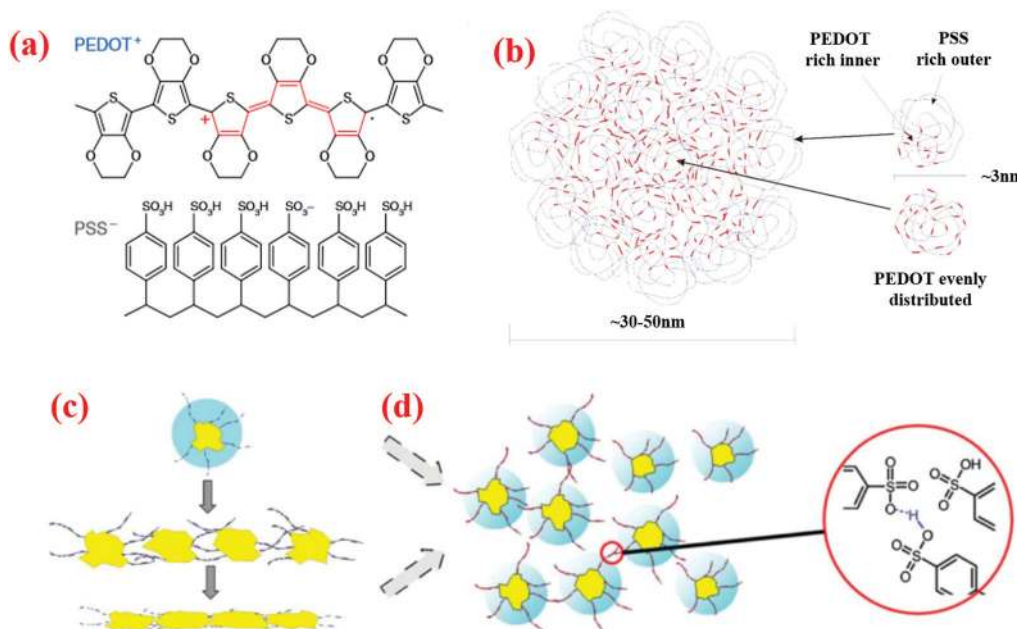 (a)
PEDOT+
S
S
S
S
S
S
O
O
O
O
O
O
O
O
O
O
O
O
+
PSS−
SO3H
SO3H
SO3H
SO3−
SO3H
SO3H
(b)
PEDOT
rich inner
PSS
rich outer
~3nm
PEDOT evenly
distributed
~30-50nm
(c)
(d)
O
S
O
O
H
O
S
O
O
O
S
OH
O